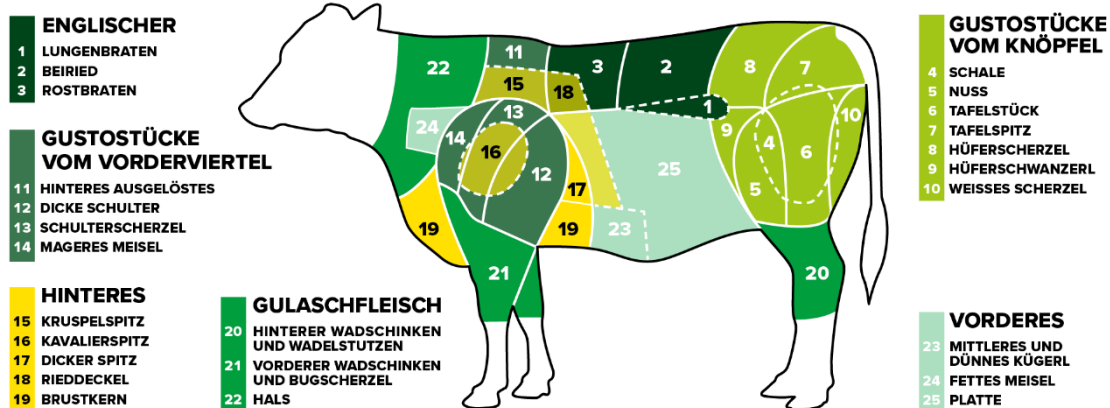 ENGLISCHER
1 LUNGENBRATEN
2 BEIRIED
3 ROSTBRATEN
GUSTOSTÜCKE
VOM VORDERVIERTEL
11 HINTERES AUSGELÖSTES
12 DICKE SCHULTER
13 SCHULTERSCHERZEL
14 MAGERES MEISEL
HINTERES
15 KRUSPELSPITZ
16 KAVALIERSPITZ
17 DICKER SPITZ
18 RIEDDECKEL
19 BRUSTKERN
GULASCHFLEISCH
20 HINTERER WADSCHINKEN
UND WADELSTUTZEN
21 VORDERER WADSCHINKEN
UND BUGSCHERZEL
22 HALS
22
11
15
18
3
2
1
24
14
13
16
12
17
19
19
21
23
25
8
7
9
4
6
10
5
20
GUSTOSTÜCKE
VOM KNÖPFEL
4 SCHALE
5 NUSS
6 TAFELSTÜCK
7 TAFELSPITZ
8 HÜFERSCHERZEL
9 HÜFERSCHWANZERL
10 WEISSES SCHERZEL
VORDERES
23 MITTLERES UND
DÜNNES KÜGERL
24 FETTES MEISEL
25 PLATTE